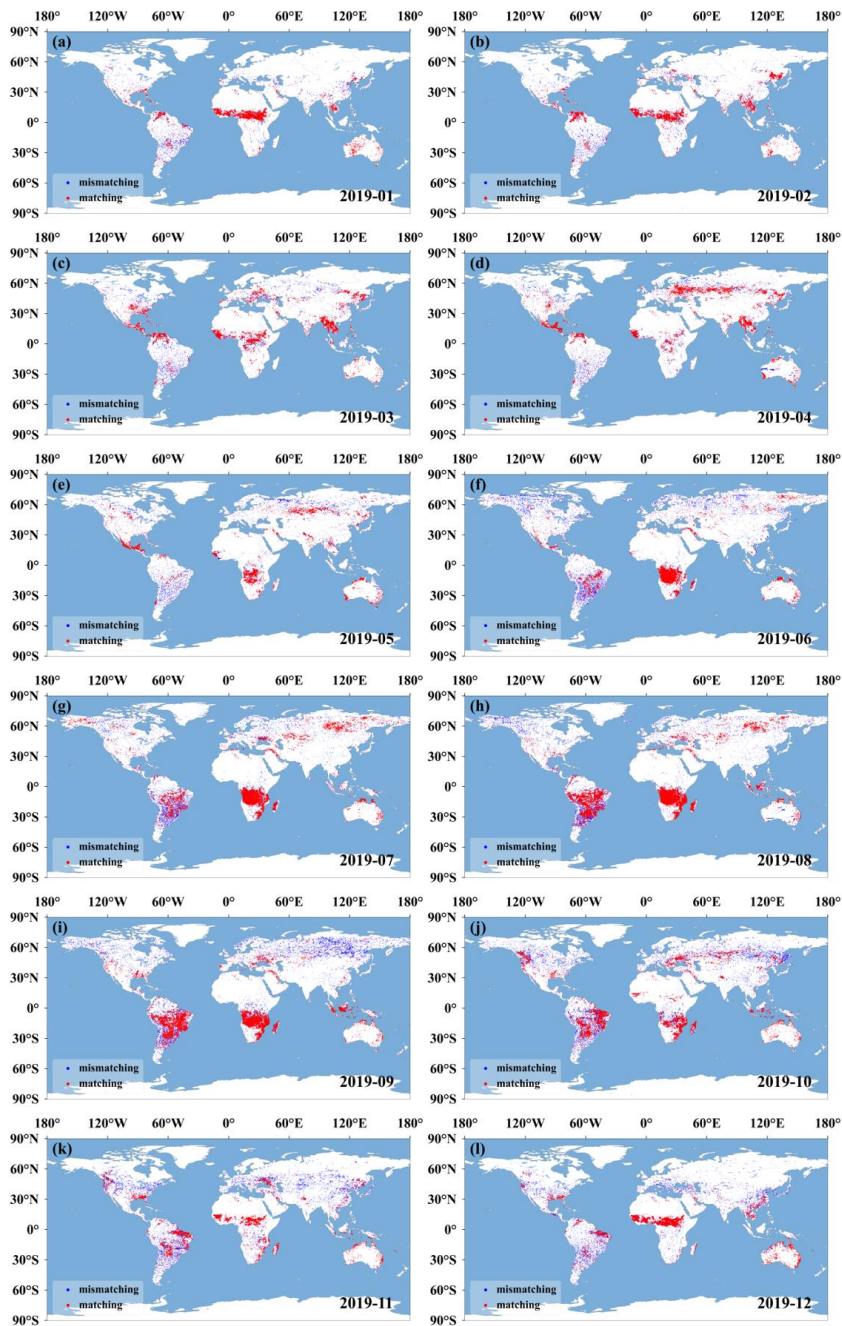 180° 120°W 60°W 0° 60°E 120°E 180° 180° 120°W 60°W 0° 60°E 120°E 180°
90°N (a) 90°N (b)
60°N 60°N
30°N 30°N
0° 0°
30°S 30°S
60°S mismatching 60°S mismatching
matching 2019-01 matching 2019-02
90°S 90°S
180° 120°W 60°W 0° 60°E 120°E 180° 180° 120°W 60°W 0° 60°E 120°E 180°
90°N (c) 90°N (d)
60°N 60°N
30°N 30°N
0° 0°
30°S 30°S
60°S mismatching 60°S mismatching
matching 2019-03 matching 2019-04
90°S 90°S
180° 120°W 60°W 0° 60°E 120°E 180° 180° 120°W 60°W 0° 60°E 120°E 180°
90°N (e) 90°N (f)
60°N 60°N
30°N 30°N
0° 0°
30°S 30°S
60°S mismatching 60°S mismatching
matching 2019-05 matching 2019-06
90°S 90°S
180° 120°W 60°W 0° 60°E 120°E 180° 180° 120°W 60°W 0° 60°E 120°E 180°
90°N (g) 90°N (h)
60°N 60°N
30°N 30°N
0° 0°
30°S 30°S
60°S mismatching 60°S mismatching
matching 2019-07 matching 2019-08
90°S 90°S
180° 120°W 60°W 0° 60°E 120°E 180° 180° 120°W 60°W 0° 60°E 120°E 180°
90°N (i) 90°N (j)
60°N 60°N
30°N 30°N
0° 0°
30°S 30°S
60°S mismatching 60°S mismatching
matching 2019-09 matching 2019-10
90°S 90°S
180° 120°W 60°W 0° 60°E 120°E 180° 180° 120°W 60°W 0° 60°E 120°E 180°
90°N (k) 90°N (l)
60°N 60°N
30°N 30°N
0° 0°
30°S 30°S
60°S mismatching 60°S mismatching
matching 2019-11 matching 2019-12
90°S 90°S